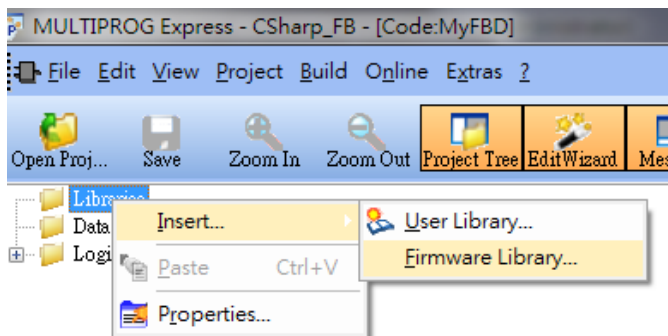 MULTIPROG Express - CSharp_FB - [Code:MyFBD]
File Edit View Project Build Online Extras ?
Open Proj... Save Zoom In Zoom Out Project Tree EditWizard Mes
Libraries
Data
Logi
Insert...
Paste Ctrl+V
Properties...
User Library...
Firmware Library...